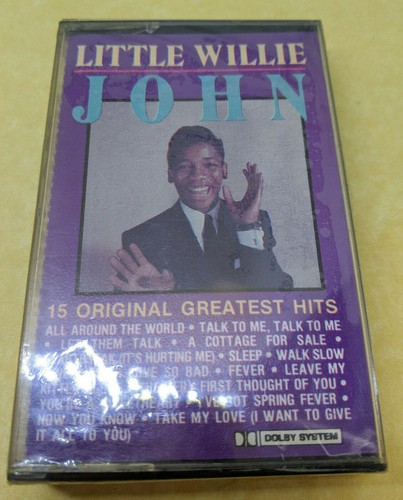 LITTLE WILLIE
JOHN
15 ORIGINAL GREATEST HITS
ALL AROUND THE WORLD • TALK TO ME, TALK TO ME
• THEM TALK • A COTTAGE FOR SALE •
(IT'S HURTING ME) • SLEEP • WALK SLOW
SO BAD • FEVER • LEAVE MY
FIRST THOUGHT OF YOU •
GOT SPRING FEVER •
NOW YOU KNOW • TAKE MY LOVE (I WANT TO GIVE
IT ALL TO YOU)
DOLBY SYSTEM